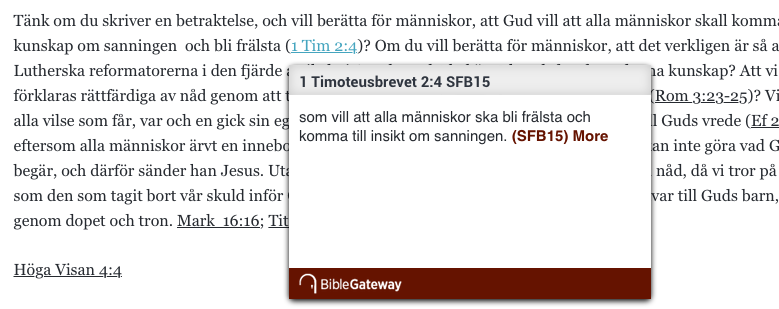 Tänk om du skriver en betraktelse, och vill berätta för människor, att Gud vill att alla människor skall komma
kunskap om sanningen och bli frälsta (1 Tim 2:4)? Om du vill berätta för människor, att det verkligen är så a
Lutherska reformatorerna i den fjärde a na kunskap? Att vi
förklaras rättfärdiga av nåd genom att t (Rom 3:23-25)? Vi
alla vilse som får, var och en gick sin eg l Guds vrede (Ef 2
eftersom alla människor ärvt en innebo an inte göra vad G
begär, och därför sänder han Jesus. Uta nåd, då vi tror på
som den som tagit bort vår skuld inför var till Guds barn,
genom dopet och tron. Mark 16:16; Tit
Höga Visan 4:4
1 Timoteusbrevet 2:4 SFB15
som vill att alla människor ska bli frälsta och
komma till insikt om sanningen. (SFB15) More
BibleGateway